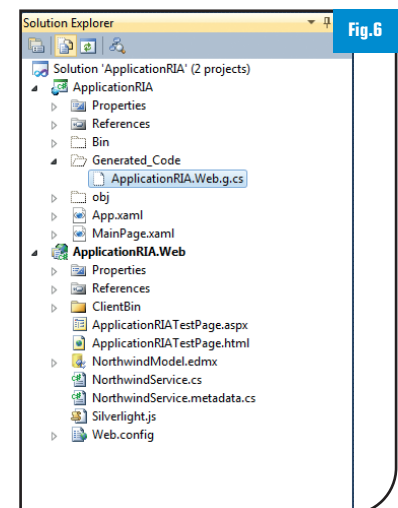 Solution Explorer
Fig.6
Solution 'ApplicationRIA' (2 projects)
ApplicationRIA
Properties
References
Bin
Generated_Code
ApplicationRIA.Web.g.cs
obj
App.xaml
MainPage.xaml
ApplicationRIA.Web
Properties
References
ClientBin
ApplicationRIATestPage.aspx
ApplicationRIATestPage.html
NorthwindModel.edmx
NorthwindService.cs
NorthwindService.metadata.cs
Silverlight.js
Web.config